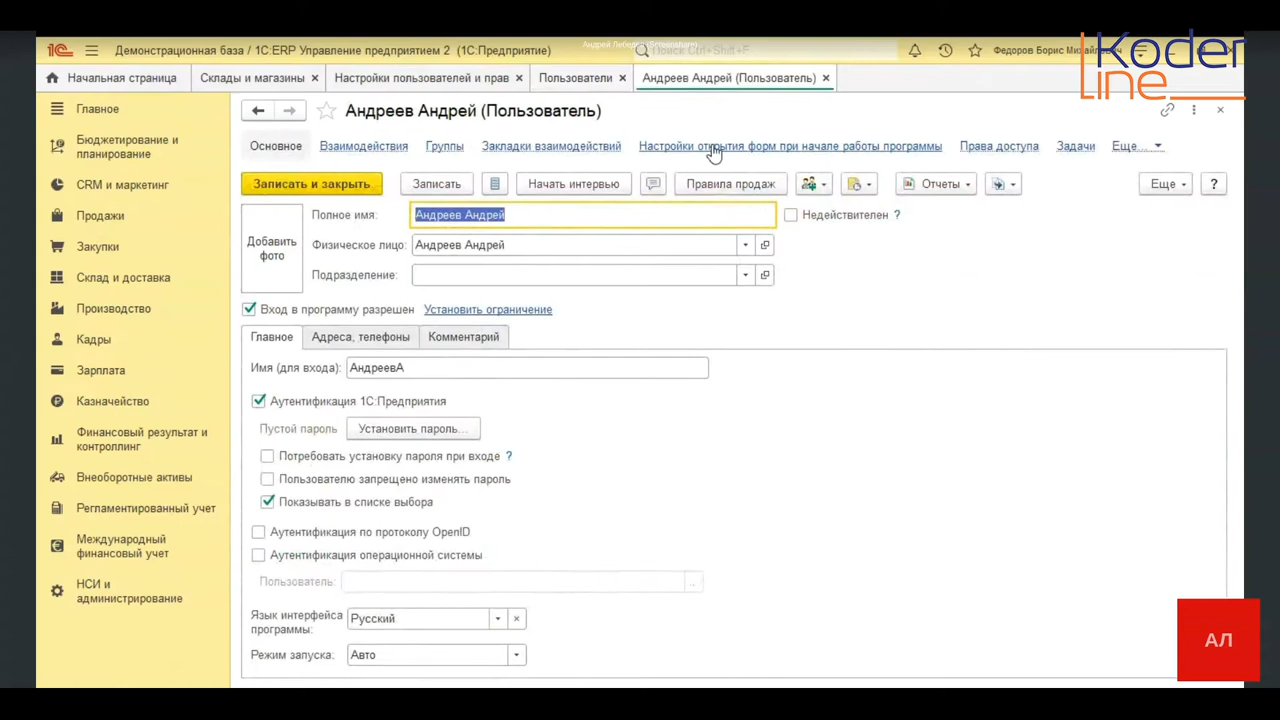 Демонстрационная база / 1С:ERP Управление предприятием 2 (1С:Предприятие)
Андрей Лебедев
Поиск Ctrl+Shift+F
Федоров Борис Михайлович
Koder
line
Начальная страница
Склады и магазины ×
Настройки пользователей и прав ×
Пользователи ×
Андреев Андрей (Пользователь) ×
Главное
Бюджетирование и
планирование
CRM и маркетинг
Продажи
Закупки
Склад и доставка
Производство
Кадры
Зарплата
Казначейство
Финансовый результат и
контроллинг
Внеоборотные активы
Регламентированный учет
Международный
финансовый учет
НСИ и
администрирование
Андреев Андрей (Пользователь)
Основное Взаимодействия Группы Закладки взаимодействий Настройки открытия форм при начале работы программы Права доступа Задачи Еще...
Записать и закрыть Записать Начать интервью Правила продаж Отчеты Еще ?
Добавить
фото
Полное имя: Андреев Андрей Недействителен ?
Физическое лицо: Андреев Андрей
Подразделение:
Вход в программу разрешен Установить ограничение
Главное Адреса, телефоны Комментарий
Имя (для входа): АндреевА
Аутентификация 1С:Предприятия
Пустой пароль Установить пароль...
Потребовать установку пароля при входе ?
Пользователю запрещено изменять пароль
Показывать в списке выбора
Аутентификация по протоколу OpenID
Аутентификация операционной системы
Пользователь: ...
Язык интерфейса
программы: Русский
Режим запуска: Авто
АЛ